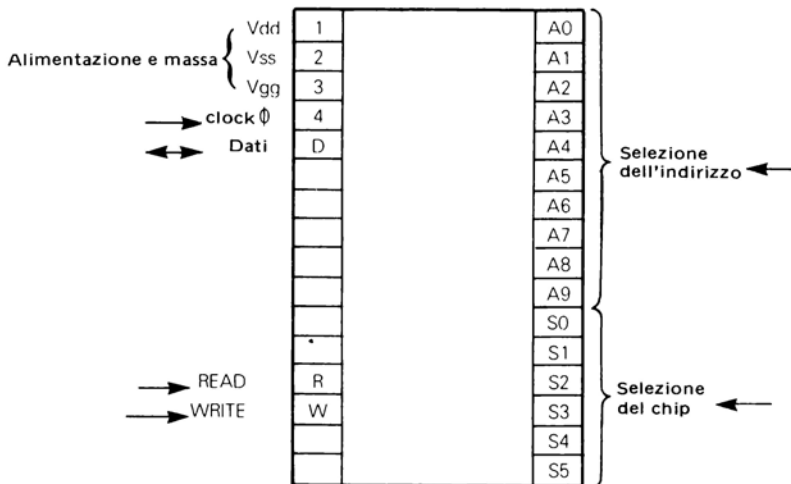 Vdd 1 A0
Alimentazione e massa Vss 2 A1
Vgg 3 A2
clock Φ 4 A3
Dati D A4
Selezione dell'indirizzo
A5
A6
A7
A8
A9
S0
S1
READ R S2
WRITE W S3
Selezione
del chip
S4
S5